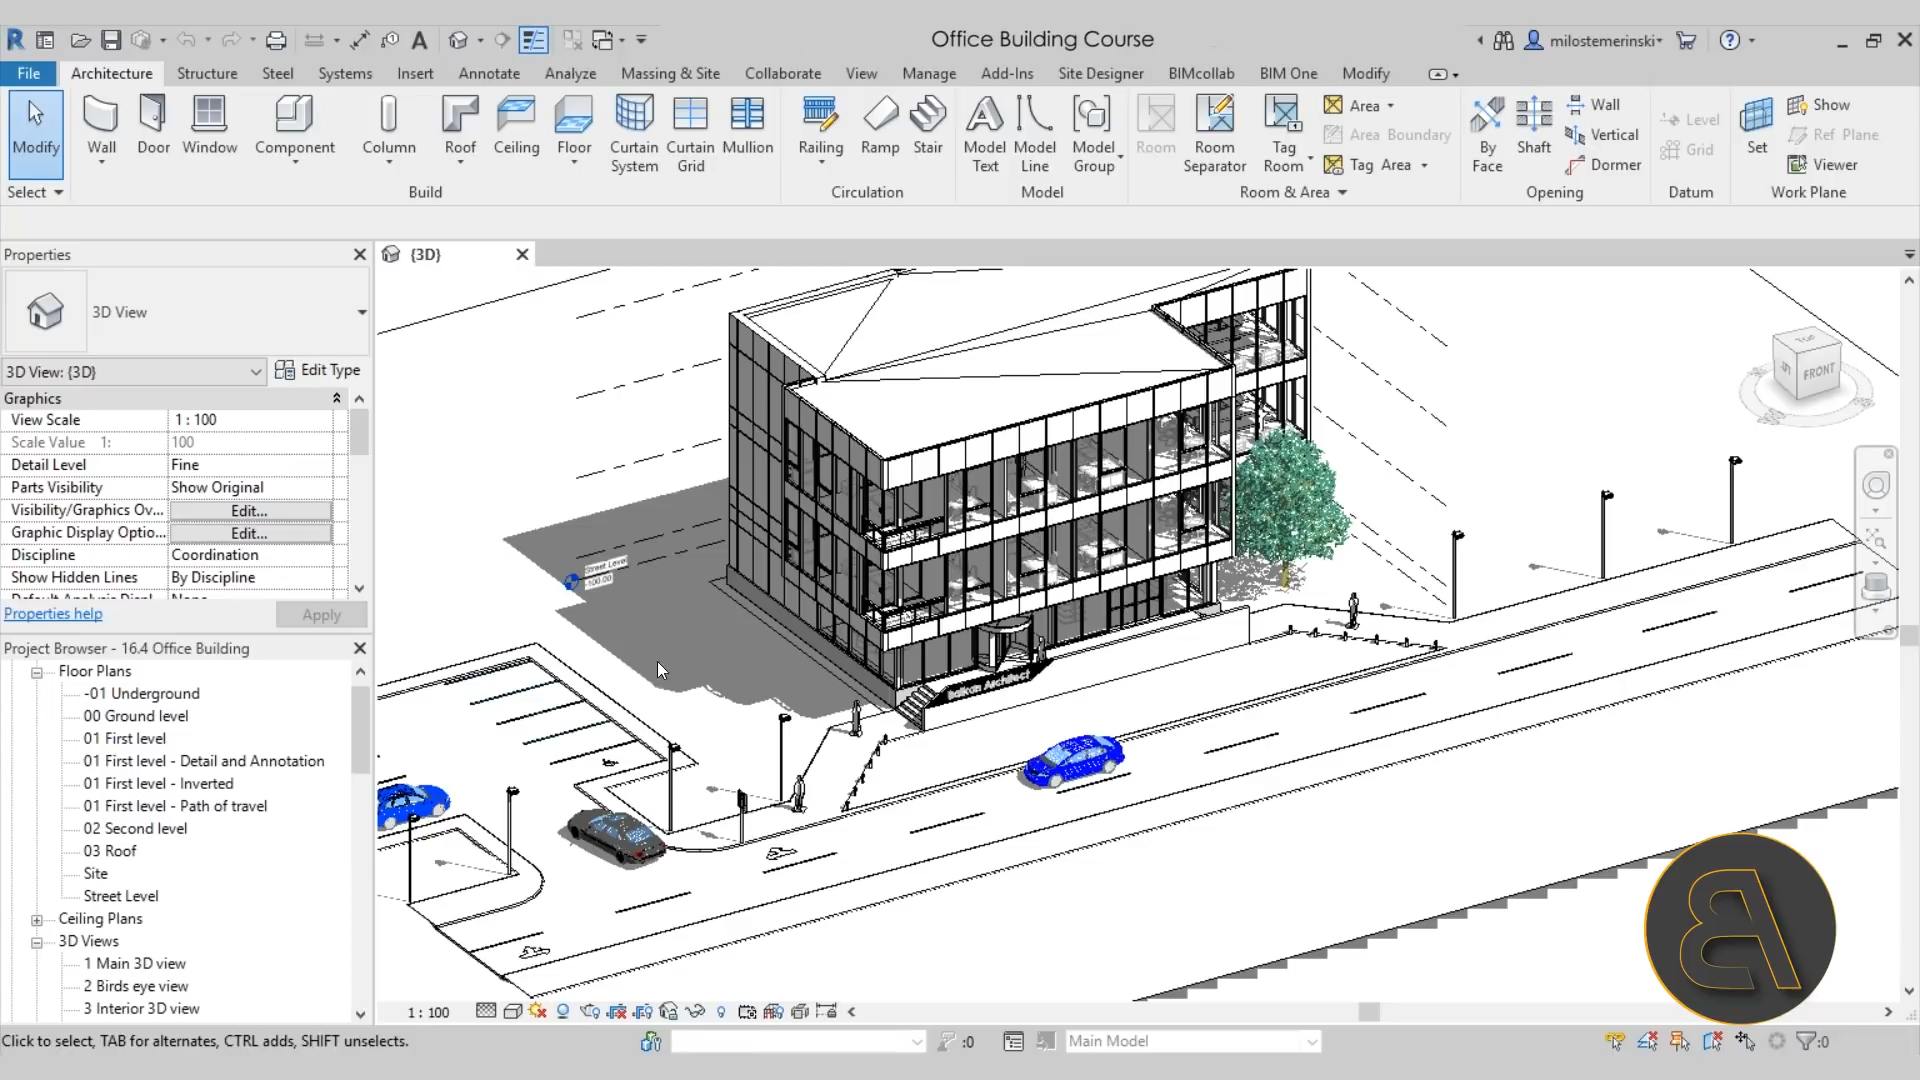 Office Building Course
milostemerinski
File Architecture Structure Steel Systems Insert Annotate Analyze Massing & Site Collaborate View Manage Add-Ins Site Designer BIMcollab BIM One Modify
Modify
Wall
Door
Window
Component
Column
Roof
Ceiling
Floor
Curtain System
Curtain Grid
Mullion
Railing
Ramp
Stair
Model Text
Model Line
Model Group
Room
Room Separator
Tag Room
Area
Area Boundary
Tag Area
By Face
Shaft
Wall
Vertical
Dormer
Level
Grid
Set
Show
Ref Plane
Viewer
Select Build Circulation Model Room & Area Opening Datum Work Plane
Properties
{3D}
3D View
3D View: {3D}
Edit Type
Graphics
View Scale 1 : 100
Scale Value 1: 100
Detail Level Fine
Parts Visibility Show Original
Visibility/Graphics Ov... Edit...
Graphic Display Optio... Edit...
Discipline Coordination
Show Hidden Lines By Discipline
Properties help
Apply
Project Browser - 16.4 Office Building
Floor Plans
-01 Underground
00 Ground level
01 First level
01 First level - Detail and Annotation
01 First level - Inverted
01 First level - Path of travel
02 Second level
03 Roof
Site
Street Level
Ceiling Plans
3D Views
1 Main 3D view
2 Birds eye view
3 Interior 3D view
Street Level
-100.00
TOP
FRONT
1 : 100
Click to select, TAB for alternates, CTRL adds, SHIFT unselects.
:0
Main Model
:0